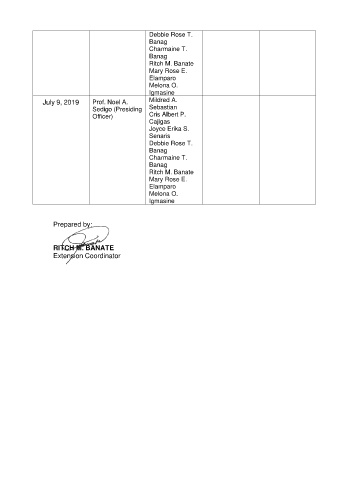 Debbie Rose T.
Banag
Charmaine T.
Banag
Ritch M. Banate
Mary Rose E.
Elamparo
Melona O.
Igmasine
July 9, 2019
Prof. Noel A.
Sedigo (Presiding
Officer)
Mildred A.
Sebastian
Cris Albert P.
Cajigas
Joyce Erika S.
Senaris
Debbie Rose T.
Banag
Charmaine T.
Banag
Ritch M. Banate
Mary Rose E.
Elamparo
Melona O.
Igmasine
Prepared by:
RITCH M. BANATE
Extension Coordinator